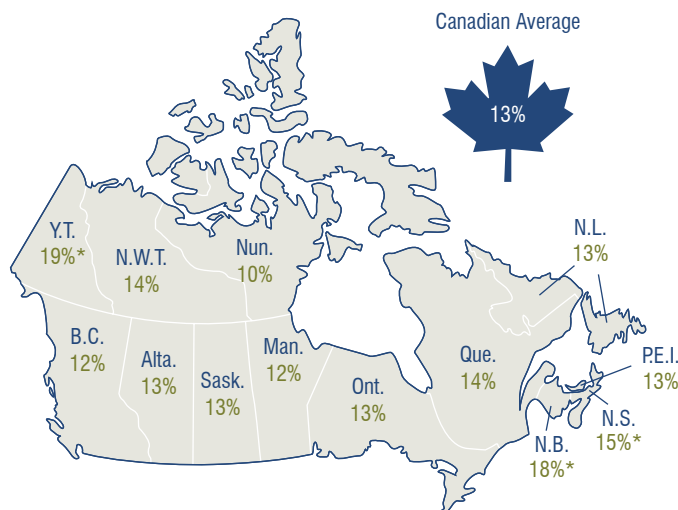 Canadian Average
13%
Y.T.
19%*
N.W.T.
14%
Nun.
10%
N.L.
13%
B.C.
12%
Alta.
13%
Sask.
13%
Man.
12%
Ont.
13%
Que.
14%
P.E.I.
13%
N.S.
15%*
N.B.
18%*